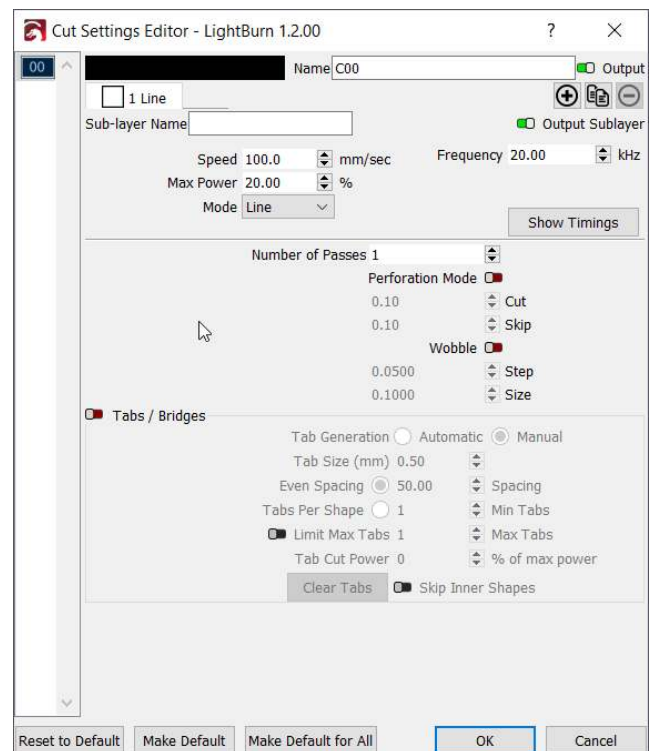 Cut Settings Editor - LightBurn 1.2.00 ?
00 Name C00 Output
1 Line
Sub-layer Name Output Sublayer
Speed 100.0 mm/sec Frequency 20.00 kHz
Max Power 20.00 %
Mode Line
Show Timings
Number of Passes 1
Perforation Mode
0.10 Cut
0.10 Skip
Wobble
0.0500 Step
0.1000 Size
Tabs / Bridges
Tab Generation Automatic Manual
Tab Size (mm) 0.50
Even Spacing 50.00 Spacing
Tabs Per Shape 1 Min Tabs
Limit Max Tabs 1 Max Tabs
Tab Cut Power 0 % of max power
Clear Tabs Skip Inner Shapes
Reset to Default Make Default Make Default for All OK Cancel